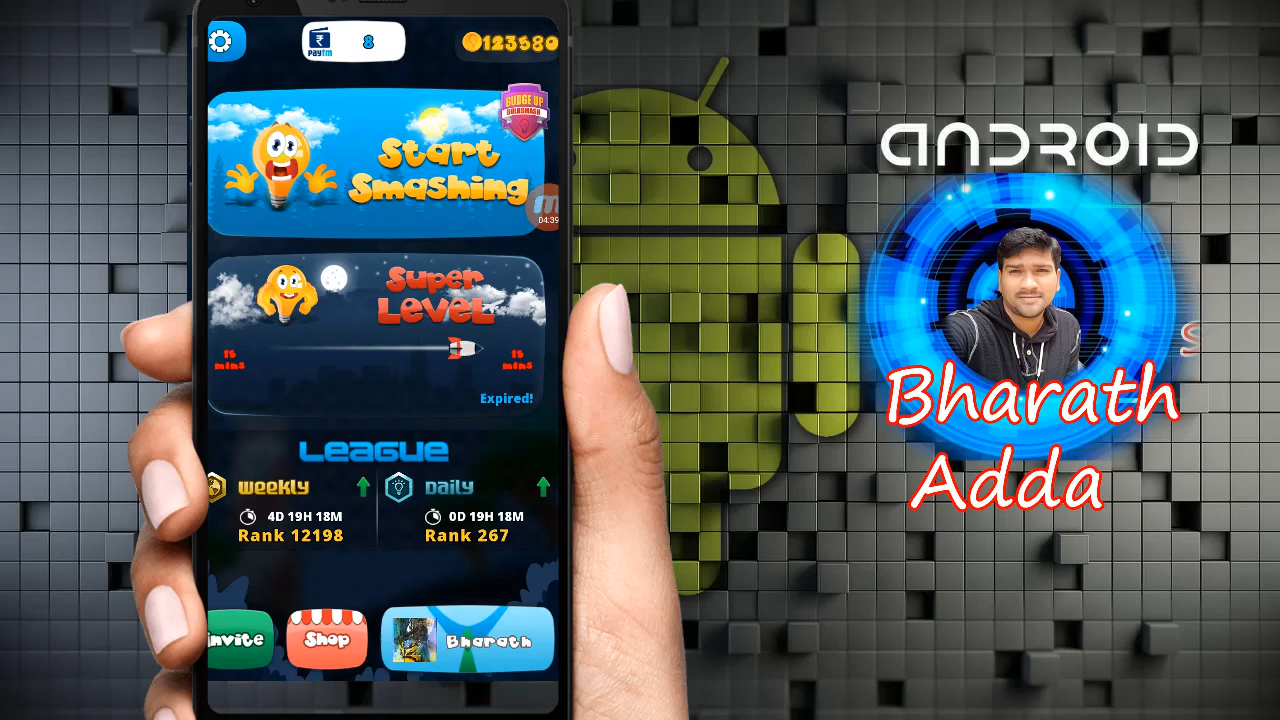 Paytm
8
123580
BUDGE UP
BULBSMASH
Start
Smashing
04:39
Super
Level
15
mins
15
mins
Expired!
League
weekly
Daily
4D 19H 18M
0D 19H 18M
Rank 12198
Rank 267
invite
Shop
Bharath
ANDROID
S
Bharath
Adda